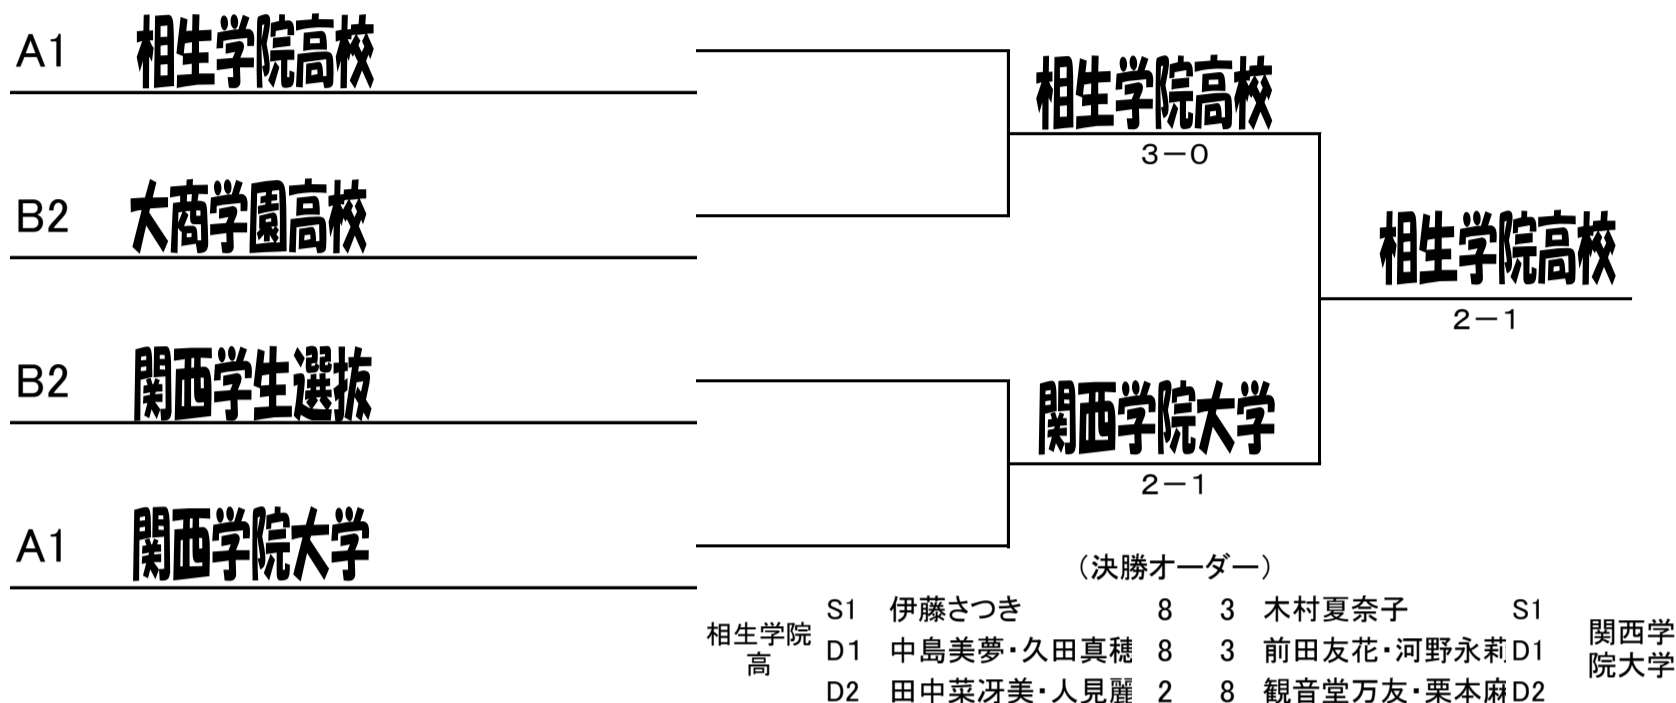 A1 相生学院高校
相生学院高校
3－0
B2 大商学園高校
相生学院高校
2－1
B2 関西学生選抜
関西学院大学
2－1
A1 関西学院大学
（決勝オーダー）
相生学院
高
S1 伊藤さつき 8 3 木村夏奈子 S1
D1 中島美夢・久田真穂 8 3 前田友花・河野永莉 D1
D2 田中菜冴美・人見麗 2 8 観音堂万友・栗本麻 D2
関西学
院大学